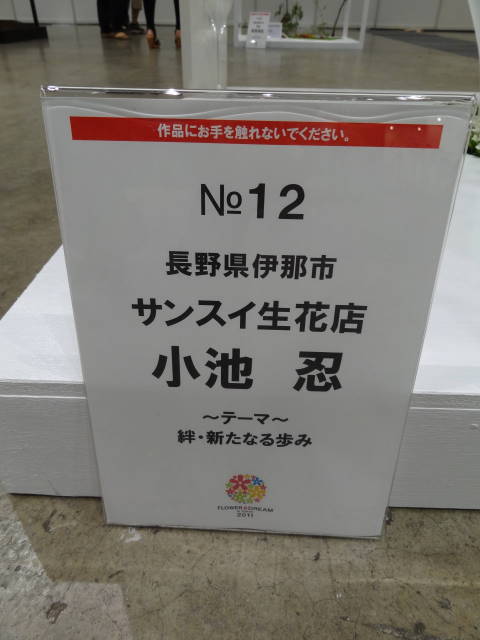 作品にお手を触れないでください。
№12
長野県伊那市
サンスイ生花店
小池 忍
～テーマ～
絆・新たなる歩み
FLOWER DREAM
2011